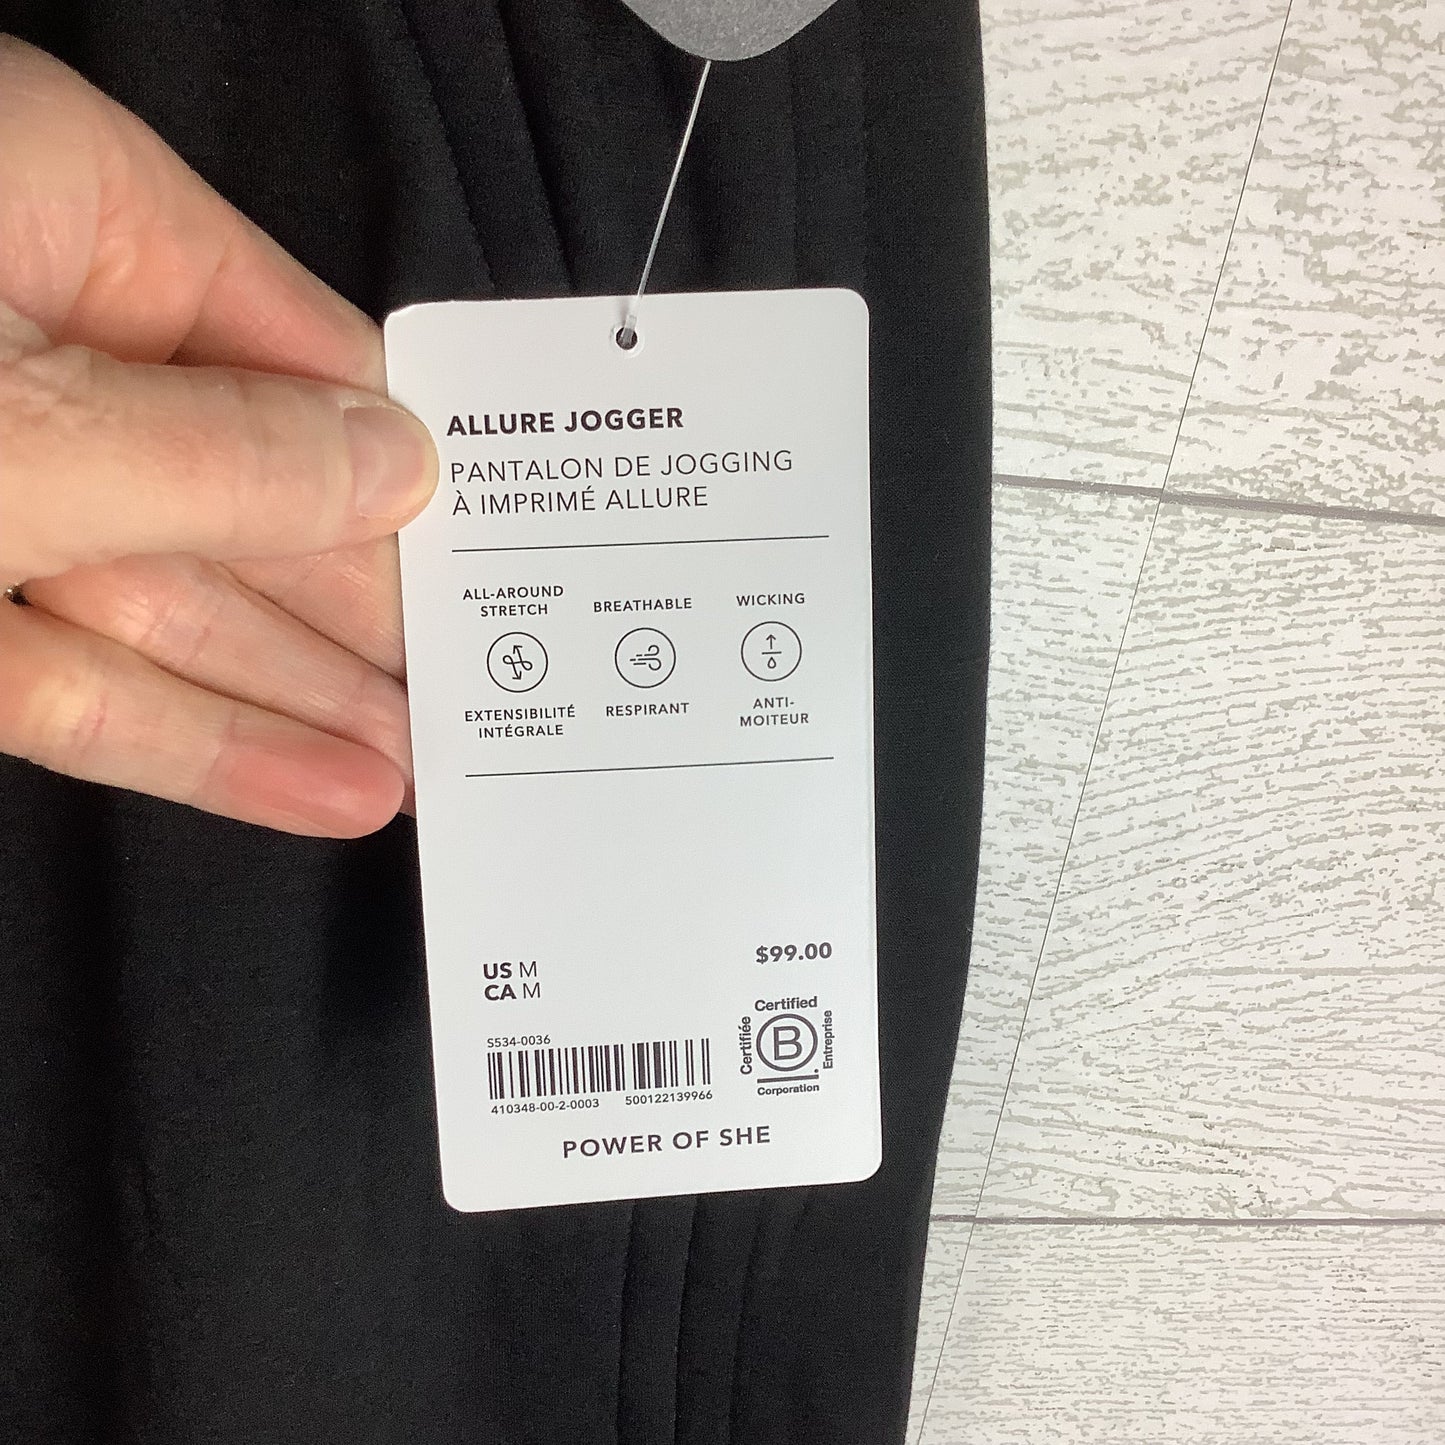 ALLURE JOGGER
PANTALON DE JOGGING
À IMPRIMÉ ALLURE
ALL-AROUND
STRETCH
EXTENSIBILITÉ
INTÉGRALE
BREATHABLE
RESPIRANT
WICKING
ANTI-
MOITEUR
$99.00
US M
CA M
S534-0036
410348-00-2-0003 500122139966
Certified
Certifiée
B
Entreprise
Corporation
POWER OF SHE